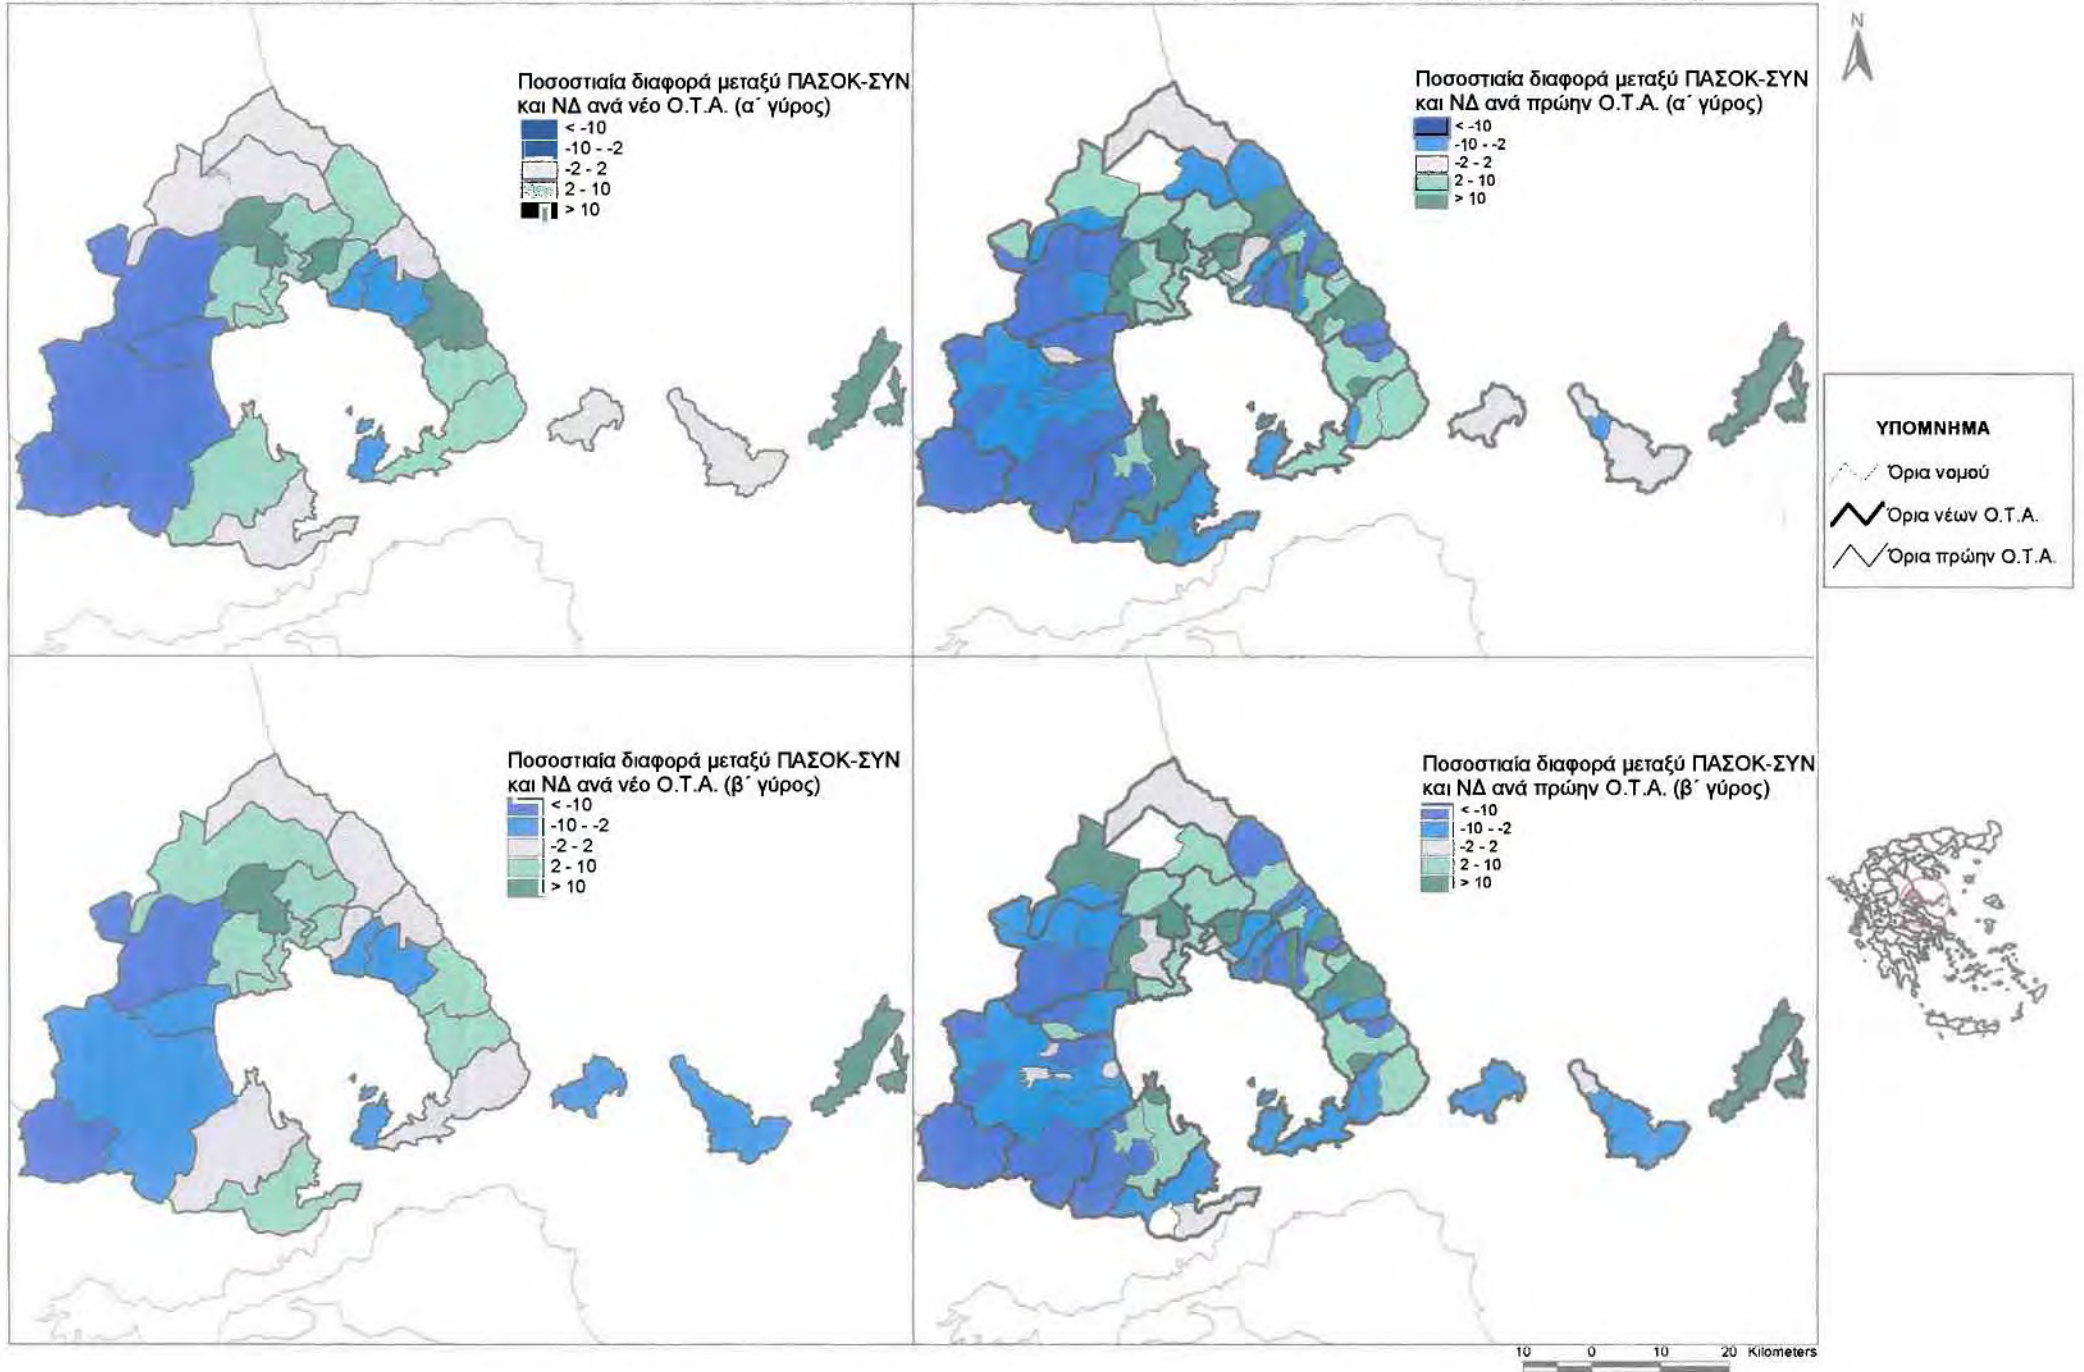 Ποσοστιαία διαφορά μεταξύ ΠΑΣΟΚ-ΣΥΝ
και ΝΔ ανά νέο Ο.Τ.Α. (α΄ γύρος)
< -10
-10 - -2
-2 - 2
2 - 10
> 10
Ποσοστιαία διαφορά μεταξύ ΠΑΣΟΚ-ΣΥΝ
και ΝΔ ανά πρώην Ο.Τ.Α. (α΄ γύρος)
< -10
-10 - -2
-2 - 2
2 - 10
> 10
N
ΥΠΟΜΝΗΜΑ
Όρια νομού
Όρια νέων Ο.Τ.Α.
Όρια πρώην Ο.Τ.Α.
Ποσοστιαία διαφορά μεταξύ ΠΑΣΟΚ-ΣΥΝ
και ΝΔ ανά νέο Ο.Τ.Α. (β΄ γύρος)
< -10
-10 - -2
-2 - 2
2 - 10
> 10
Ποσοστιαία διαφορά μεταξύ ΠΑΣΟΚ-ΣΥΝ
και ΝΔ ανά πρώην Ο.Τ.Α. (β΄ γύρος)
< -10
-10 - -2
-2 - 2
2 - 10
> 10
10 0 10 20 Kilometers